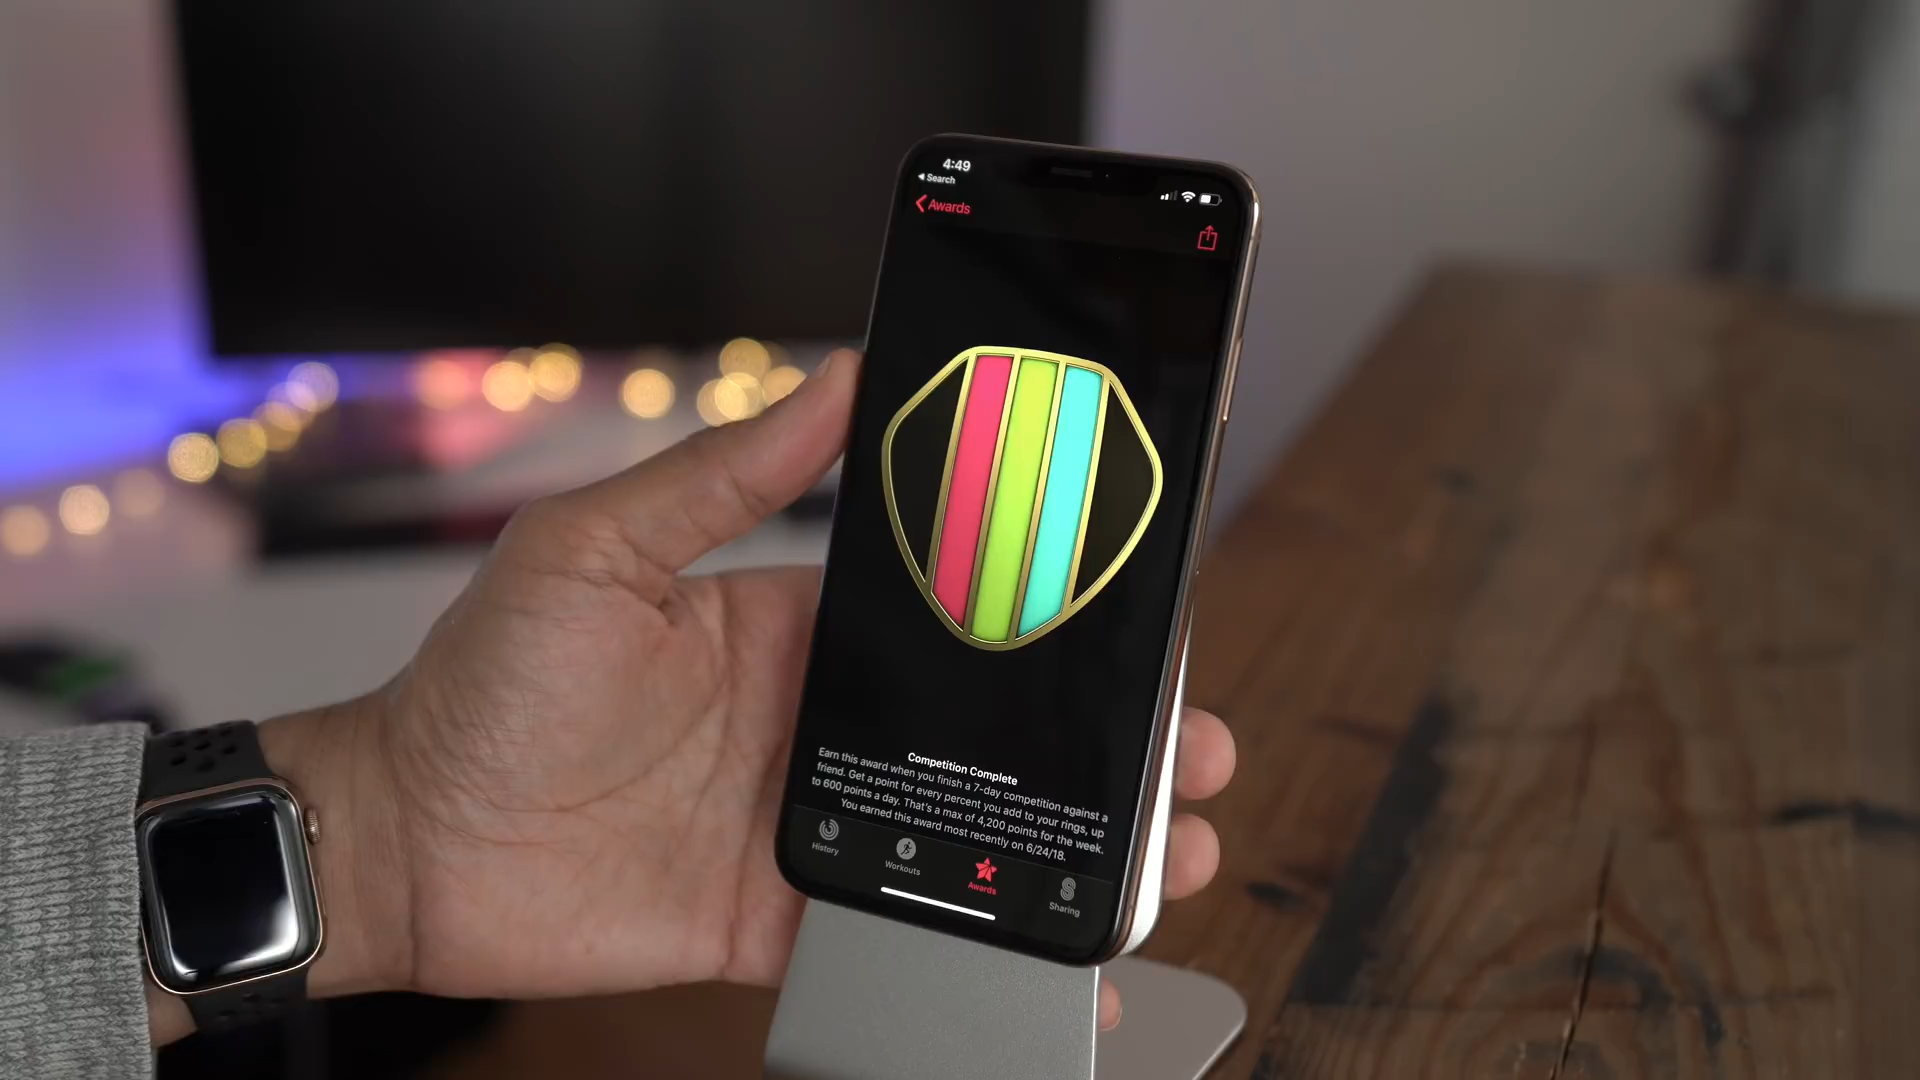 4:49
◀ Search
Awards
Competition Complete
Earn this award when you finish a 7-day competition against a
friend. Get a point for every percent you add to your rings, up
to 600 points a day. That's a max of 4,200 points for the week.
You earned this award most recently on 6/24/18.
History
Workouts
Awards
Sharing